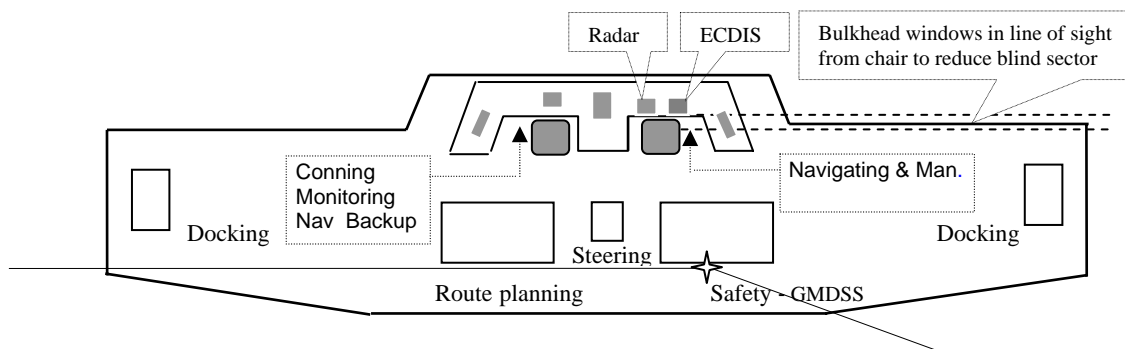 Radar
ECDIS
Bulkhead windows in line of sight
from chair to reduce blind sector
Conning
Monitoring
Nav Backup
Navigating & Man.
Docking
Steering
Docking
Route planning
Safety - GMDSS